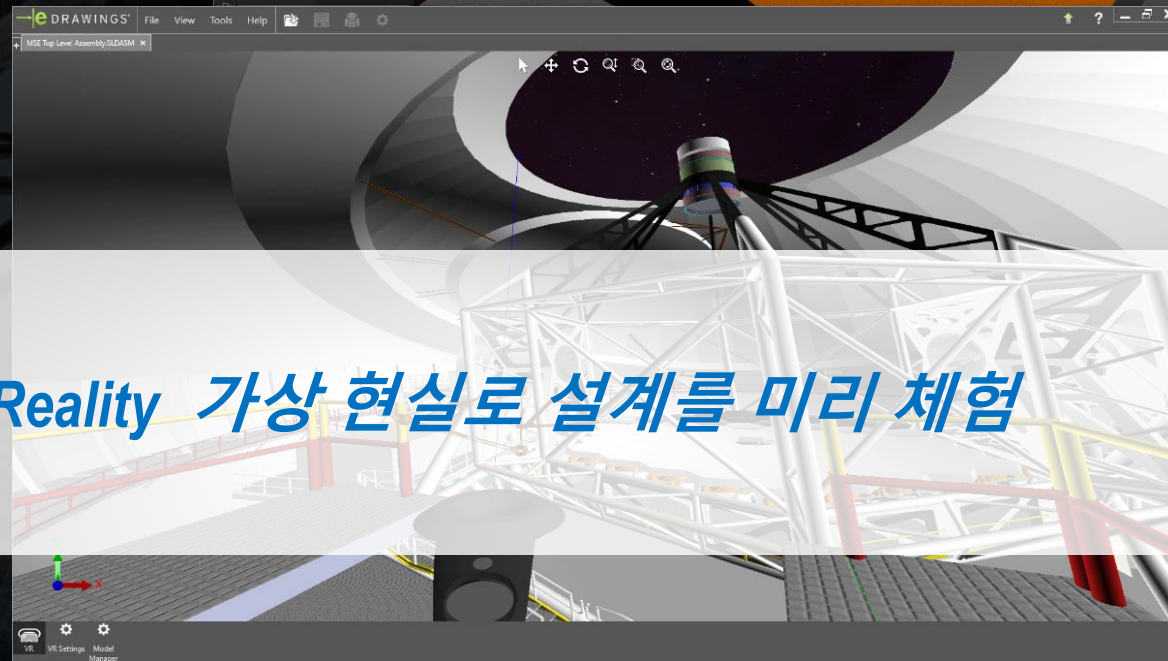 eDRAWINGS® File View Tools Help ?
MSE Top Level Assembly.SLDASM ×
Reality 가상 현실로 설계를 미리 체험
X
VR VR Settings Model Manager